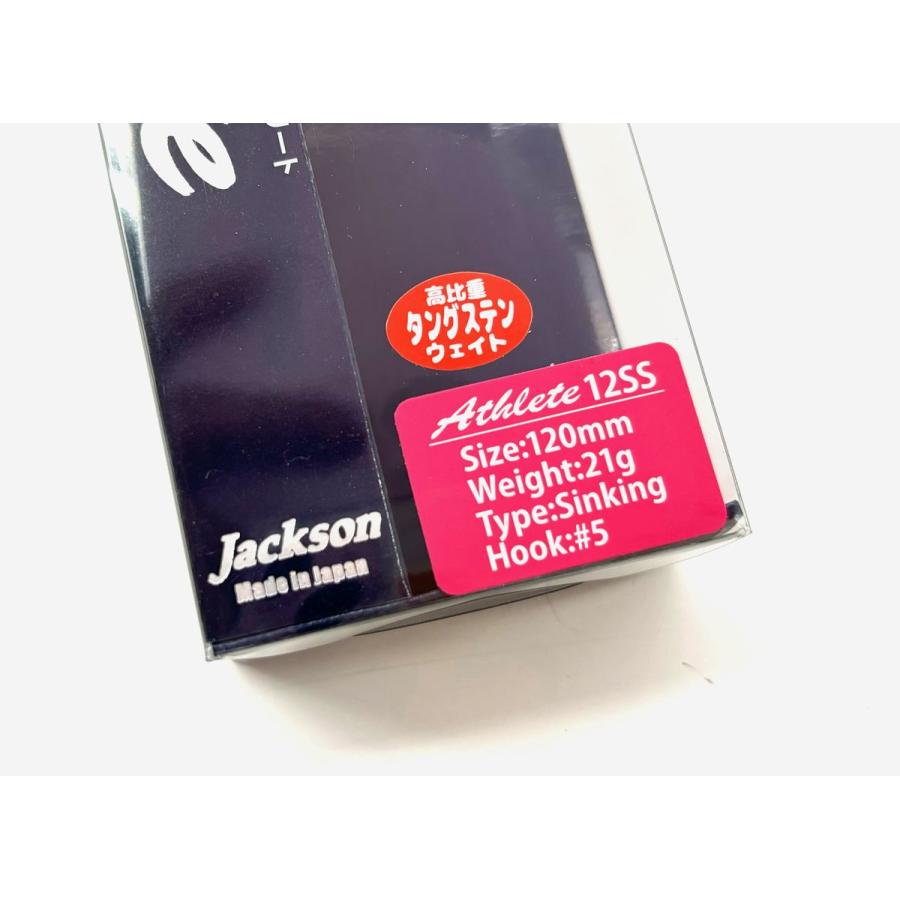 高比重
タングステン
ウェイト
Athlete 12SS
Size:120mm
Weight:21g
Type:Sinking
Hook:#5
Jackson
Made in Japan